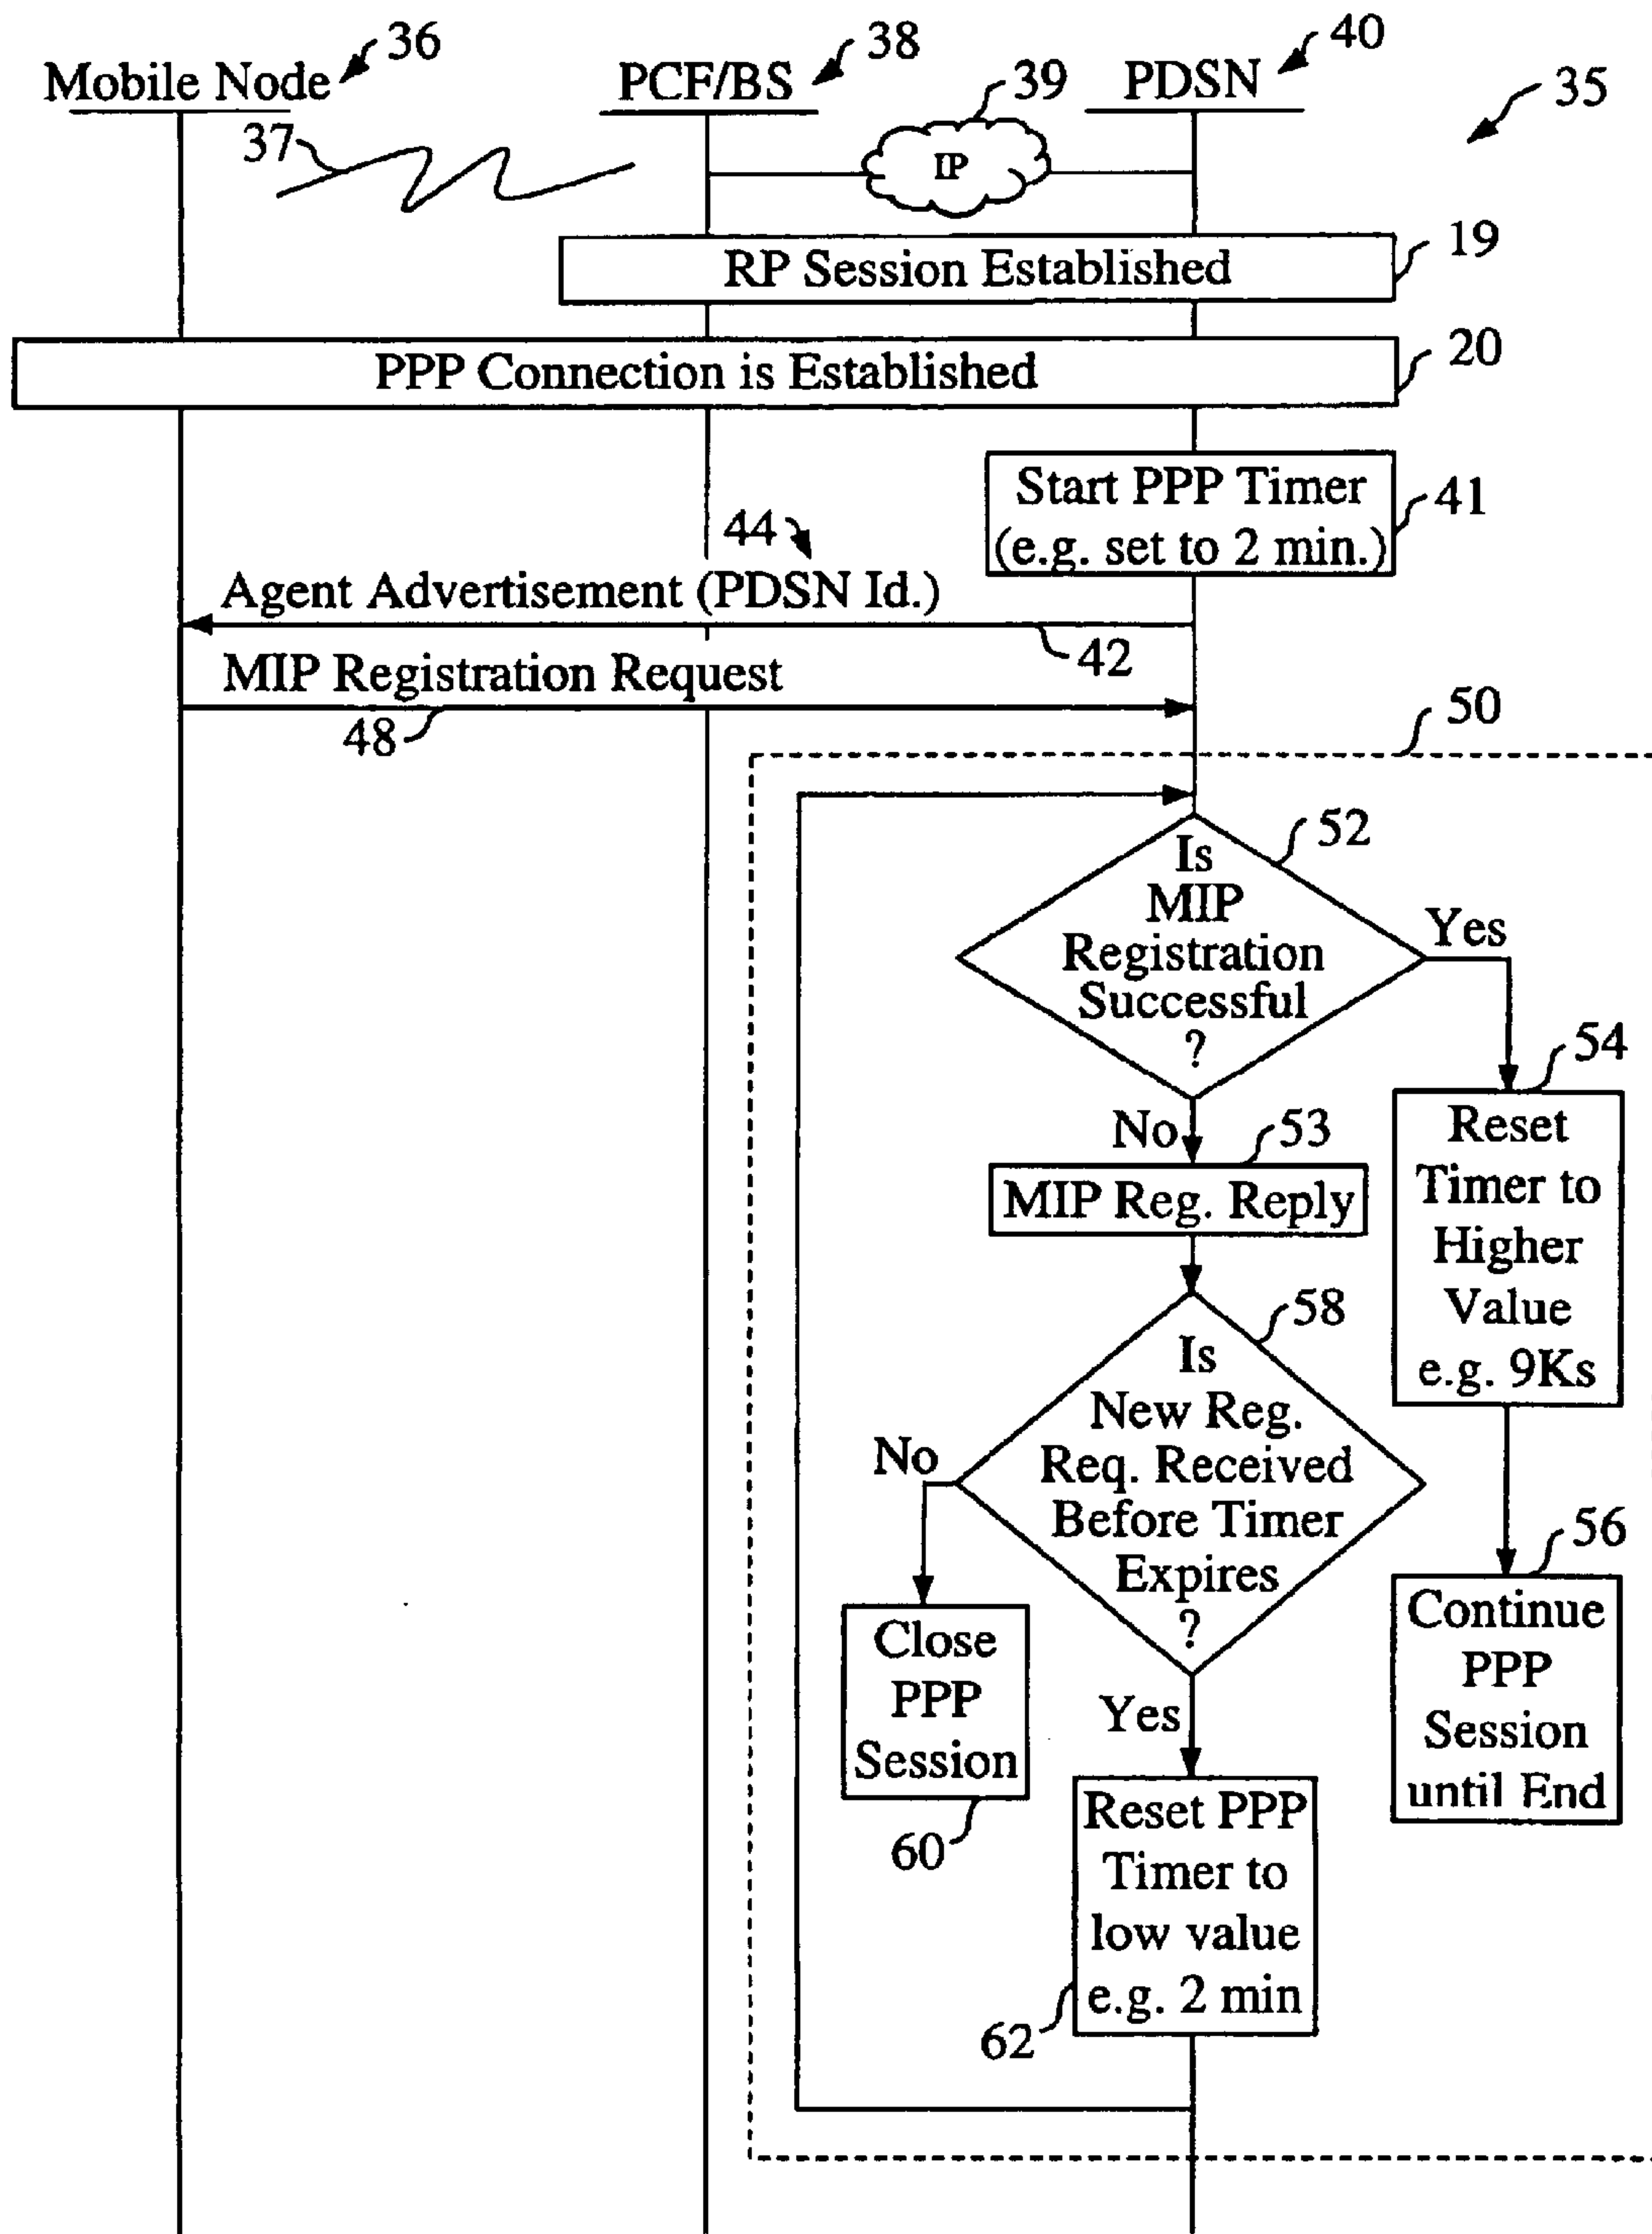 36
38
40
Mobile Node
PCF/BS
39
PDSN
35
37
IP
19
RP Session Established
20
PPP Connection is Established
Start PPP Timer
(e.g. set to 2 min.)
41
44
Agent Advertisement (PDSN Id.)
42
MIP Registration Request
48
50
52
Is
MIP
Registration
Successful
?
Yes
54
No
53
Reset
Timer to
Higher
Value
e.g. 9Ks
MIP Reg. Reply
58
Is
New Reg.
Req. Received
Before Timer
Expires
?
No
56
Continue
PPP
Session
until End
Close
PPP
Session
60
Yes
Reset PPP
Timer to
low value
e.g. 2 min
62